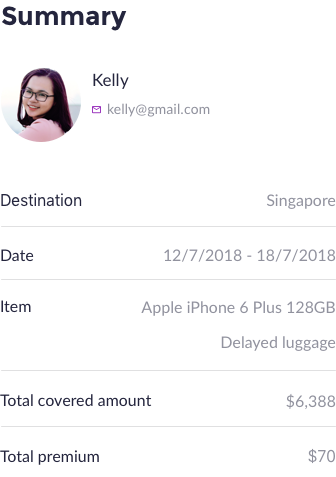 Summary
Kelly
kelly@gmail.com
Destination Singapore
Date 12/7/2018 - 18/7/2018
Item Apple iPhone 6 Plus 128GB
Delayed luggage
Total covered amount $6,388
Total premium $70